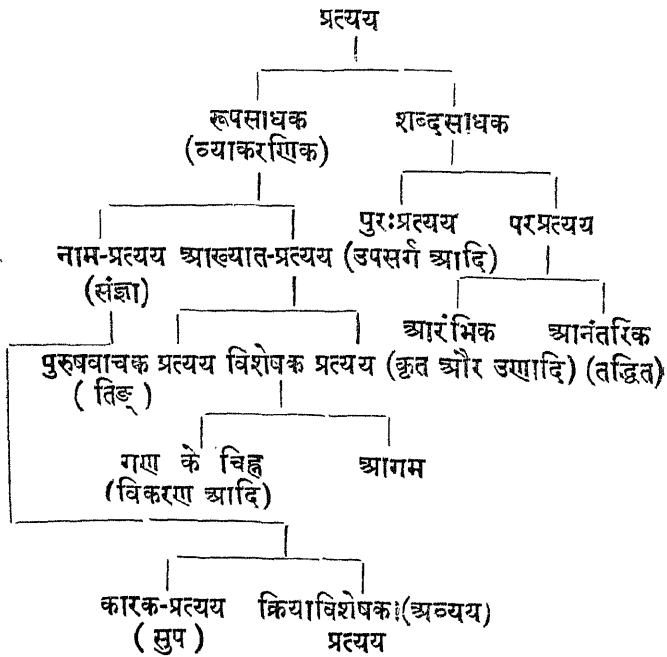 प्रत्यय
रूपसाधक शब्दसाधक
(व्याकरणिक)
पुरःप्रत्यय परप्रत्यय
नाम-प्रत्यय आख्यात-प्रत्यय (उपसर्ग आदि)
(संज्ञा)
आरंभिक आनंतरिक
पुरुषवाचक प्रत्यय विशेषक प्रत्यय (कृत और उणादि) (तद्धित)
( तिङ् )
गण के चिह्न आगम
(विकरण आदि)
कारक-प्रत्यय क्रियाविशेषक।(अव्यय)
( सुप ) प्रत्यय